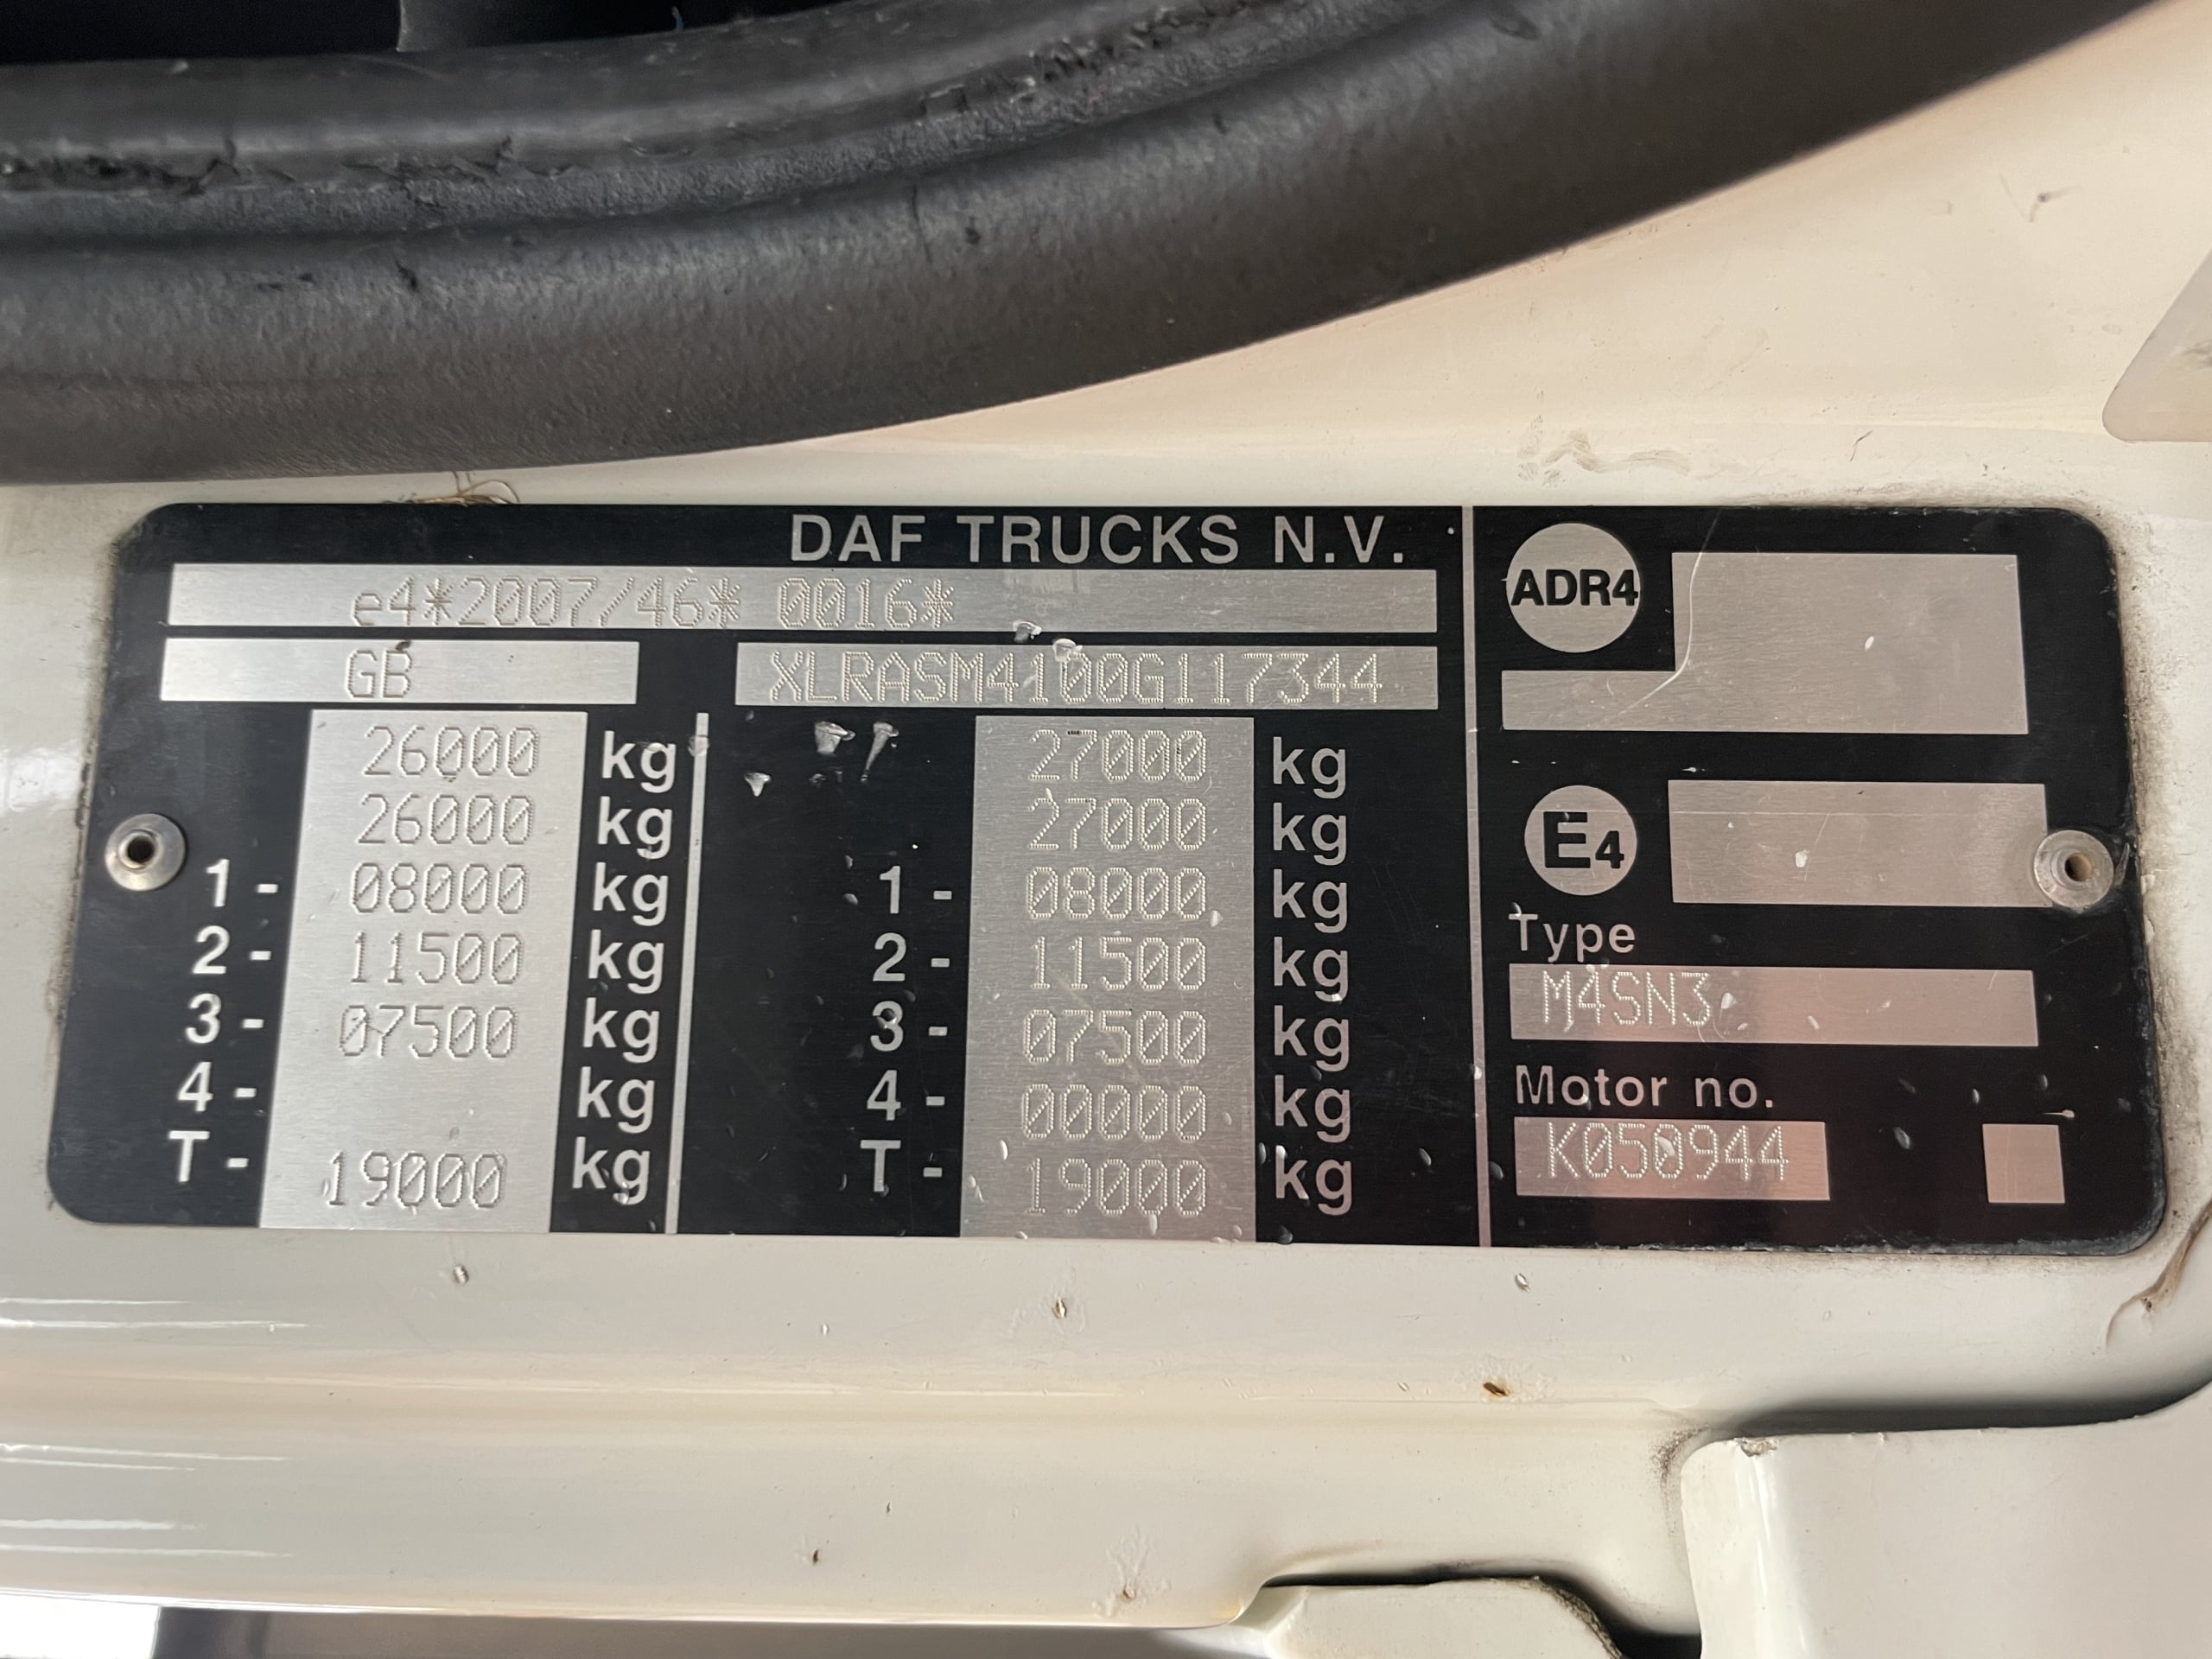 DAF TRUCKS N.V.
e4*2007/46* 0016*
GB XLRASM4100G117344
26000 kg 27000 kg
26000 kg 27000 kg
1- 08000 kg 1- 08000 kg
2- 11500 kg 2- 11500 kg
3- 07500 kg 3- 07500 kg
4- kg 4- 00000 kg
T- 19000 kg T- 19000 kg
ADR4
E4
Type
M4SN3
Motor no.
K050944